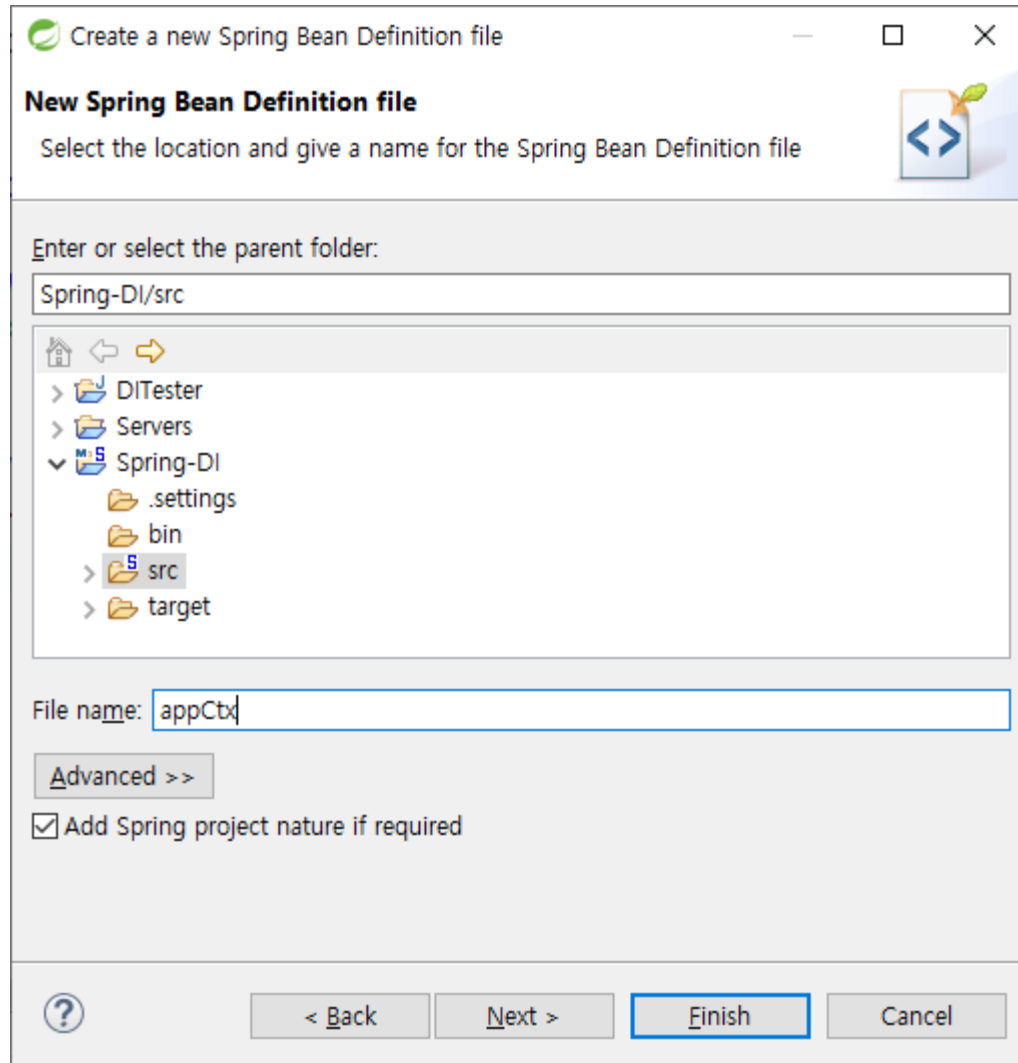 Create a new Spring Bean Definition file
New Spring Bean Definition file
Select the location and give a name for the Spring Bean Definition file
Enter or select the parent folder:
Spring-DI/src
DITester
Servers
Spring-DI
.settings
bin
src
target
File name: appCtx
Advanced >>
Add Spring project nature if required
< Back Next > Finish Cancel